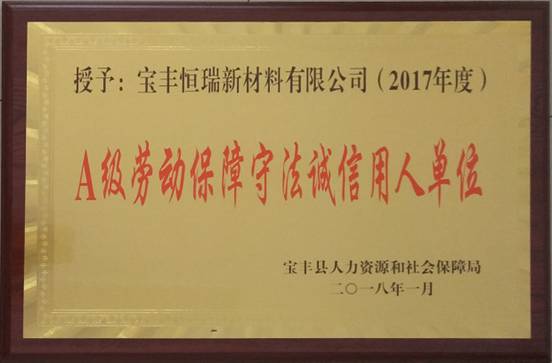 授予：宝丰恒瑞新材料有限公司（2017年度）
A级劳动保障守法诚信用人单位
宝丰县人力资源和社会保障局
二〇一八年一月